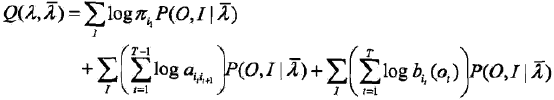 Q(λ, λ̄) = ∑_I log π_{i_1} P(O, I | λ̄)
+ ∑_I (∑_{t=1}^{T-1} log a_{i_t i_{t+1}}) P(O, I | λ̄) + ∑_I (∑_{t=1}^{T} log b_{i_t}(o_t)) P(O, I | λ̄)